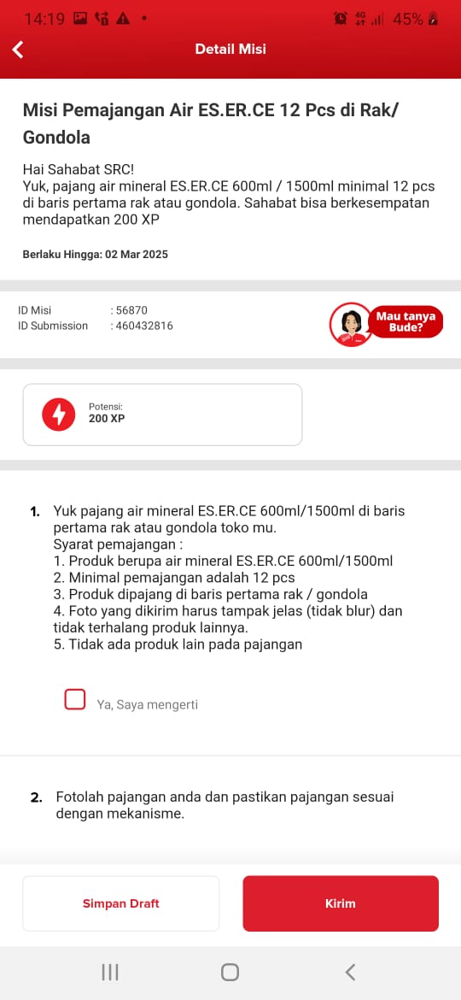 14:19
4G
45%
Detail Misi
Misi Pemajangan Air ES.ER.CE 12 Pcs di Rak/
Gondola
Hai Sahabat SRC!
Yuk, pajang air mineral ES.ER.CE 600ml / 1500ml minimal 12 pcs
di baris pertama rak atau gondola. Sahabat bisa berkesempatan
mendapatkan 200 XP
Berlaku Hingga: 02 Mar 2025
ID Misi : 56870
ID Submission : 460432816
Mau tanya
Bude?
Potensi:
200 XP
1. Yuk pajang air mineral ES.ER.CE 600ml/1500ml di baris
pertama rak atau gondola toko mu.
Syarat pemajangan :
1. Produk berupa air mineral ES.ER.CE 600ml/1500ml
2. Minimal pemajangan adalah 12 pcs
3. Produk dipajang di baris pertama rak / gondola
4. Foto yang dikirim harus tampak jelas (tidak blur) dan
tidak terhalang produk lainnya.
5. Tidak ada produk lain pada pajangan
Ya, Saya mengerti
2. Fotolah pajangan anda dan pastikan pajangan sesuai
dengan mekanisme.
Simpan Draft
Kirim